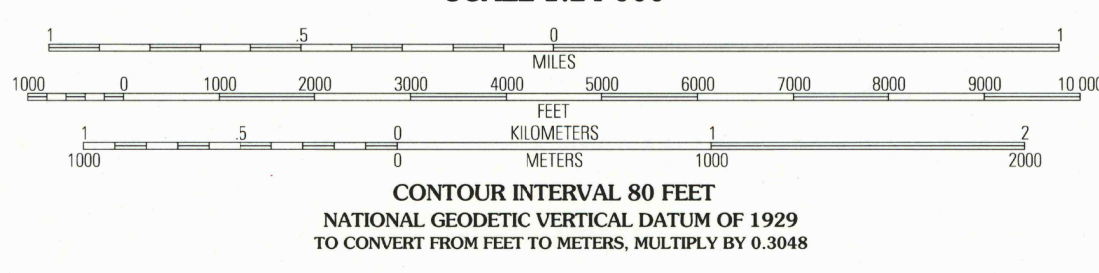 1 .5 0 1
MILES
1000 0 1000 2000 3000 4000 5000 6000 7000 8000 9000 10 000
FEET
1 .5 0 KILOMETERS 1 2
1000 0 METERS 1000 2000
CONTOUR INTERVAL 80 FEET
NATIONAL GEODETIC VERTICAL DATUM OF 1929
TO CONVERT FROM FEET TO METERS, MULTIPLY BY 0.3048